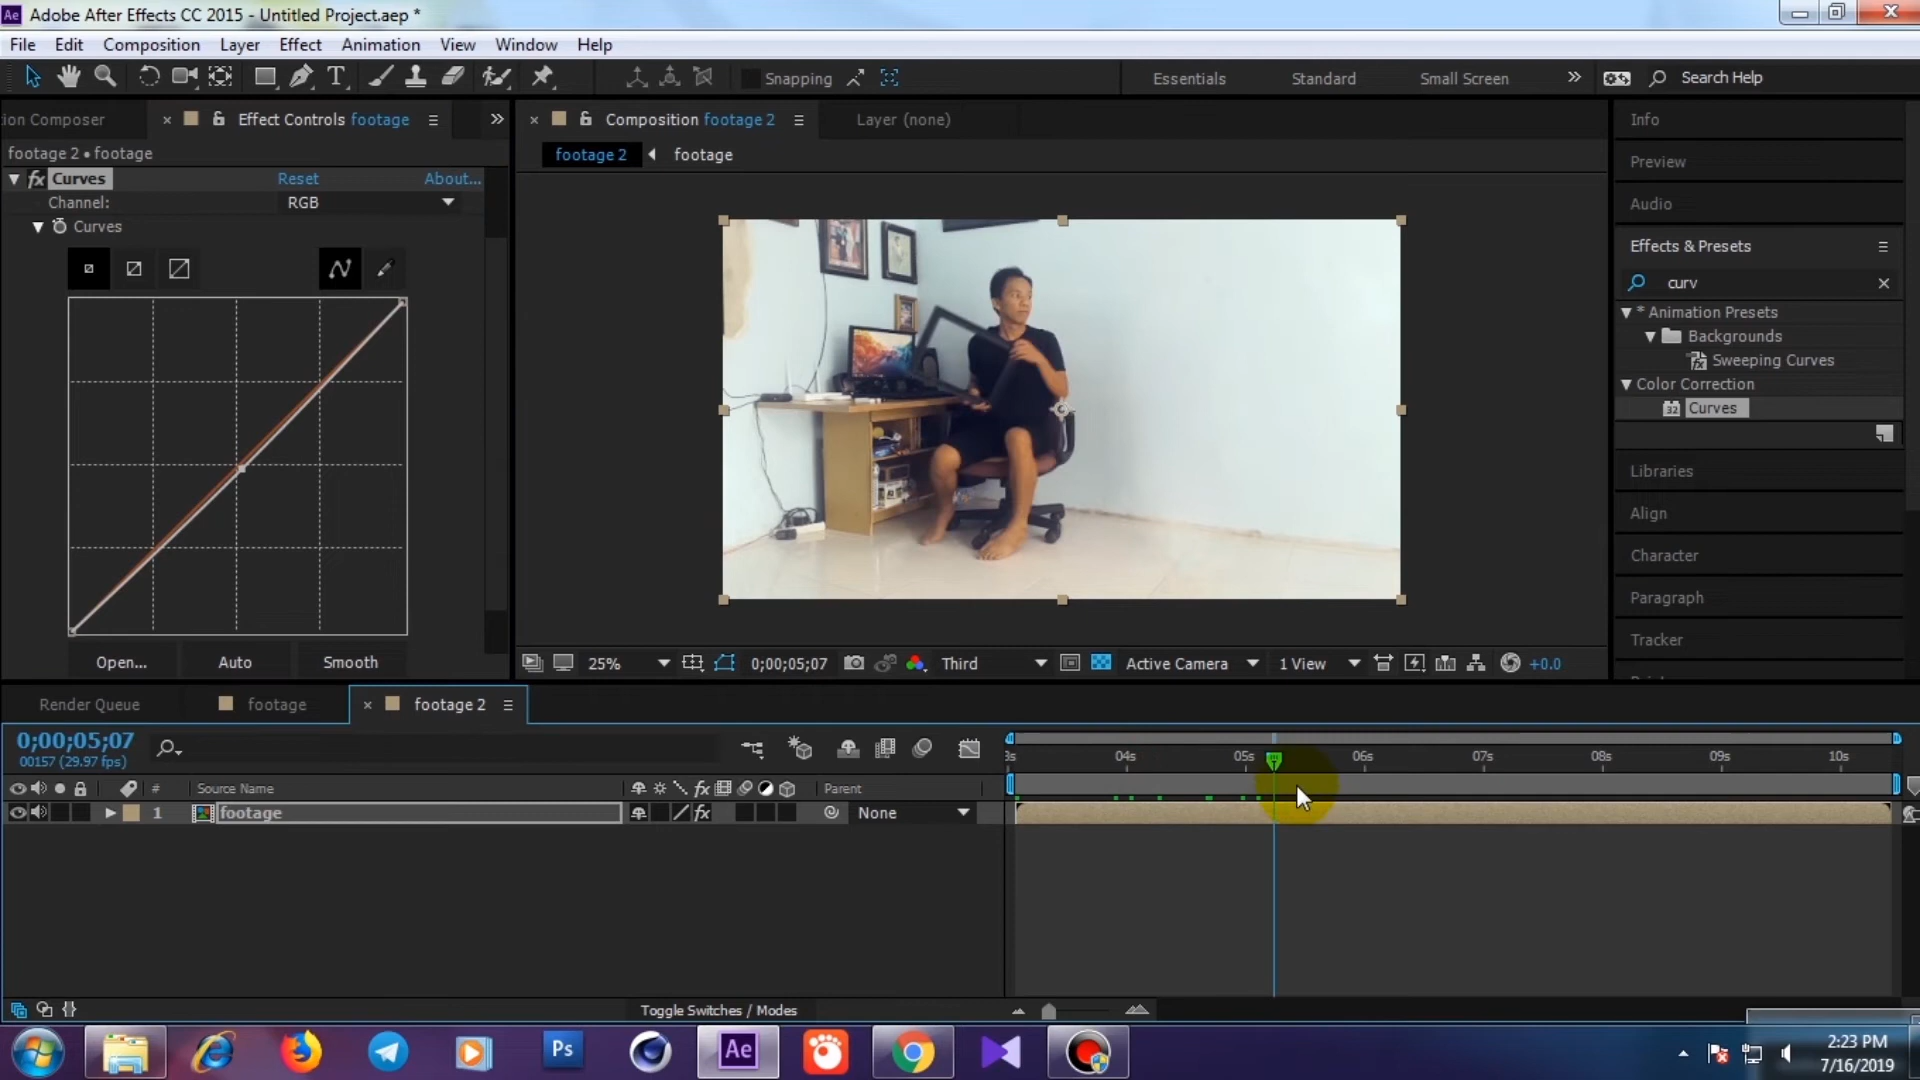 Ae Adobe After Effects CC 2015 - Untitled Project.aep *
File Edit Composition Layer Effect Animation View Window Help
T Snapping Essentials Standard Small Screen Search Help
ion Composer × Effect Controls footage
× Composition footage 2 Layer (none)
Info
footage 2 • footage
footage 2 footage
Preview
fx Curves Reset About...
Channel: RGB
Audio
Curves
Effects & Presets
curv
* Animation Presets
Backgrounds
Sweeping Curves
Color Correction
32 Curves
Libraries
Align
Character
Paragraph
Tracker
Open... Auto Smooth
25% 0;00;05;07 Third Active Camera 1 View +0.0
Render Queue footage × footage 2
0;00;05;07
00157 (29.97 fps)
3s 04s 05s 06s 07s 08s 09s 10s
# Source Name fx Parent
1 footage fx None
Toggle Switches / Modes
Ps Ae
2:23 PM
7/16/2019